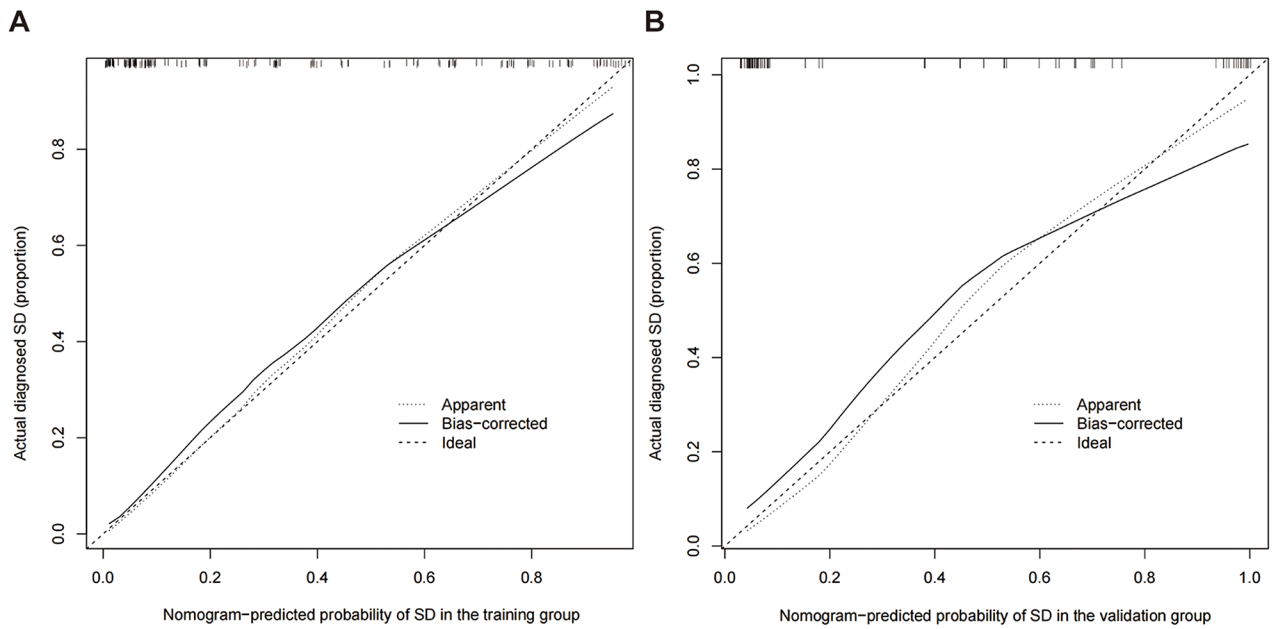 A
B
Actual diagnosed SD (proportion)
0.0
0.2
0.4
0.6
0.8
Apparent
Bias−corrected
Ideal
0.0 0.2 0.4 0.6 0.8
Nomogram−predicted probability of SD in the training group
Actual diagnosed SD (proportion)
0.0
0.2
0.4
0.6
0.8
1.0
Apparent
Bias−corrected
Ideal
0.0 0.2 0.4 0.6 0.8 1.0
Nomogram−predicted probability of SD in the validation group